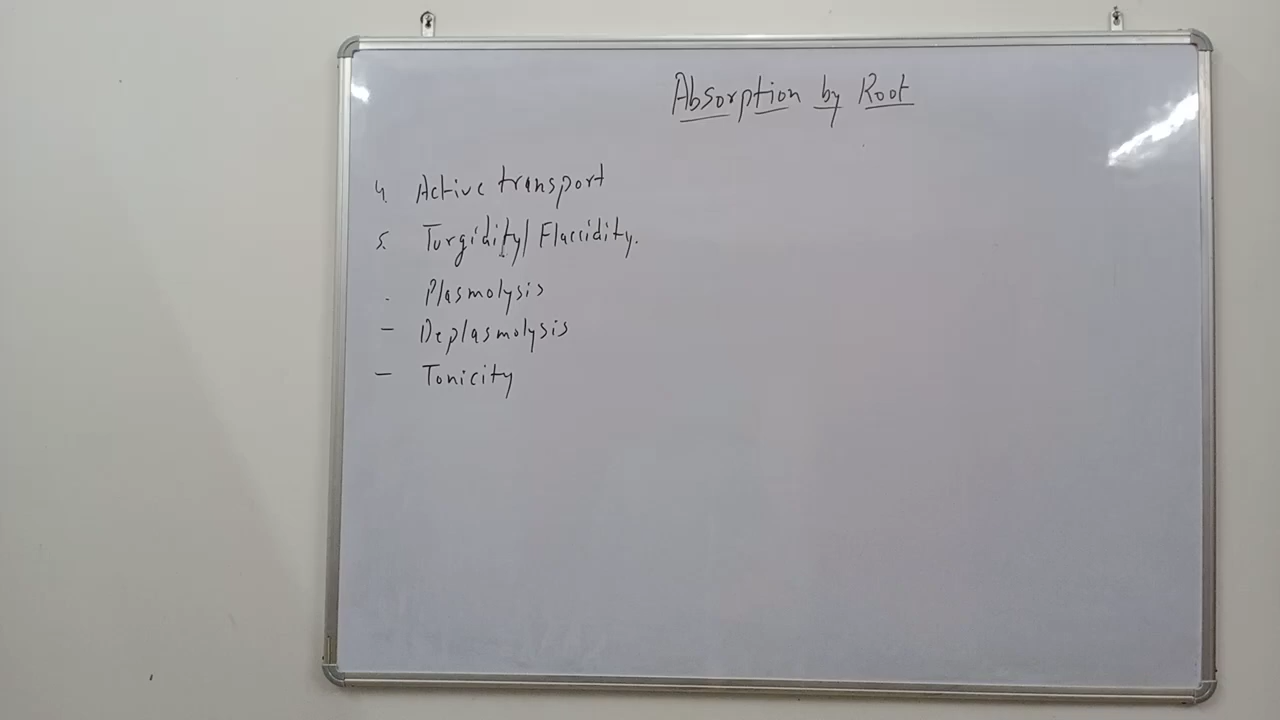 Absorption by Root
4. Active transport
5. Turgidity/ Flaccidity.
. Plasmolysis
- Deplasmolysis
- Tonicity